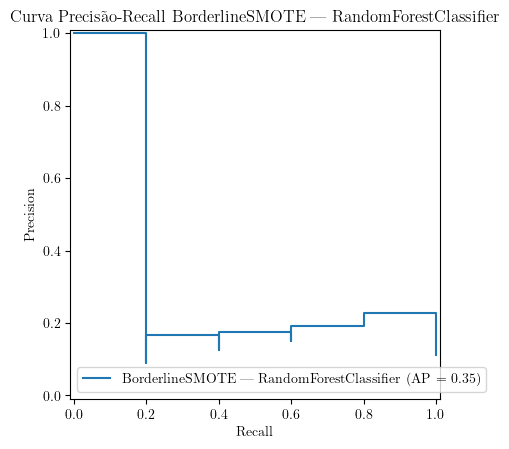 Curva Precisão-Recall BorderlineSMOTE — RandomForestClassifier
1.0
0.8
0.6
0.4
0.2
0.0
Precision
BorderlineSMOTE — RandomForestClassifier (AP = 0.35)
0.0 0.2 0.4 0.6 0.8 1.0
Recall